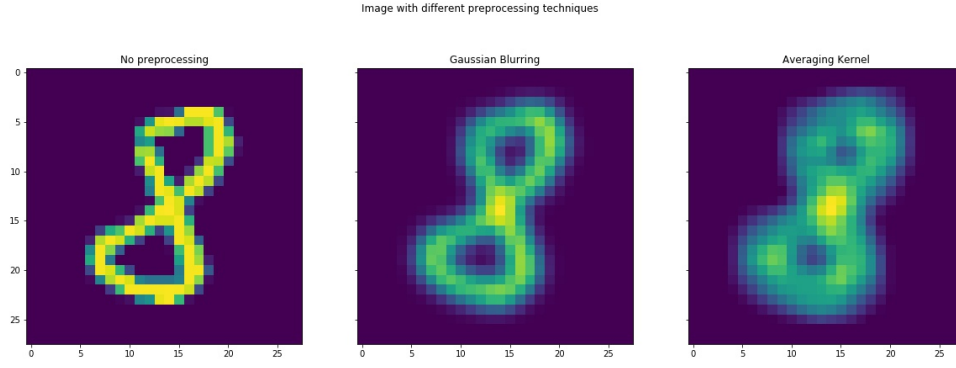 Image with different preprocessing techniques
No preprocessing
Gaussian Blurring
Averaging Kernel
0
5
10
15
20
25
0 5 10 15 20 25
0 5 10 15 20 25
0 5 10 15 20 25